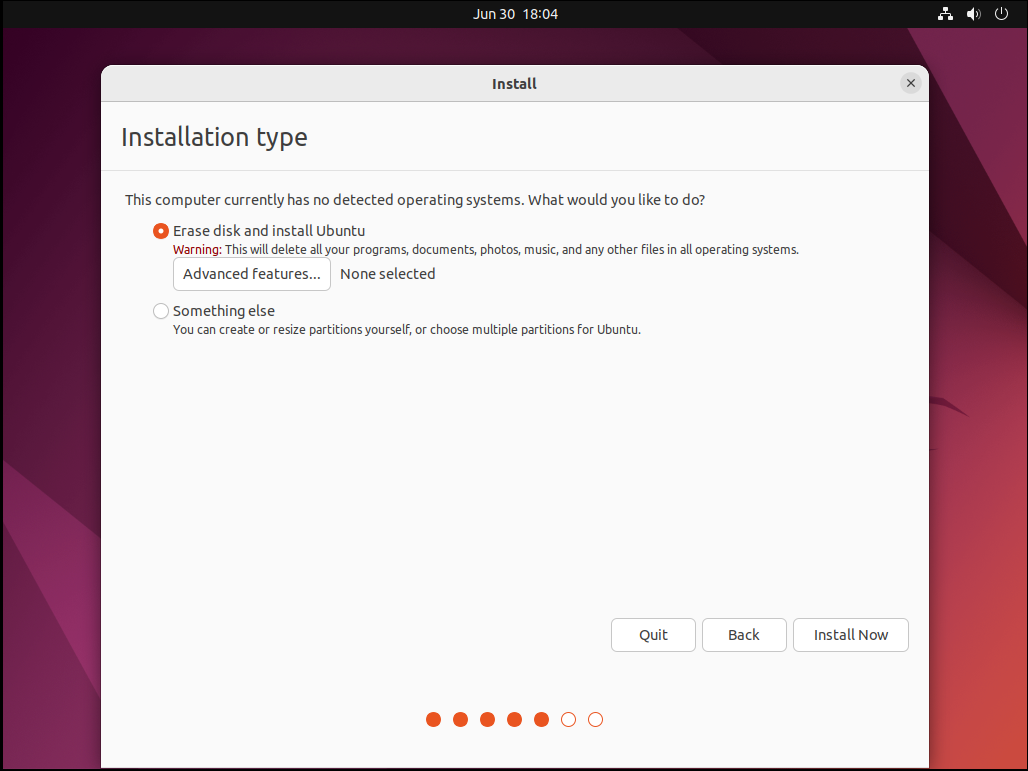 Jun 30 18:04
Install
Installation type
This computer currently has no detected operating systems. What would you like to do?
Erase disk and install Ubuntu
Warning: This will delete all your programs, documents, photos, music, and any other files in all operating systems.
Advanced features... None selected
Something else
You can create or resize partitions yourself, or choose multiple partitions for Ubuntu.
Quit Back Install Now